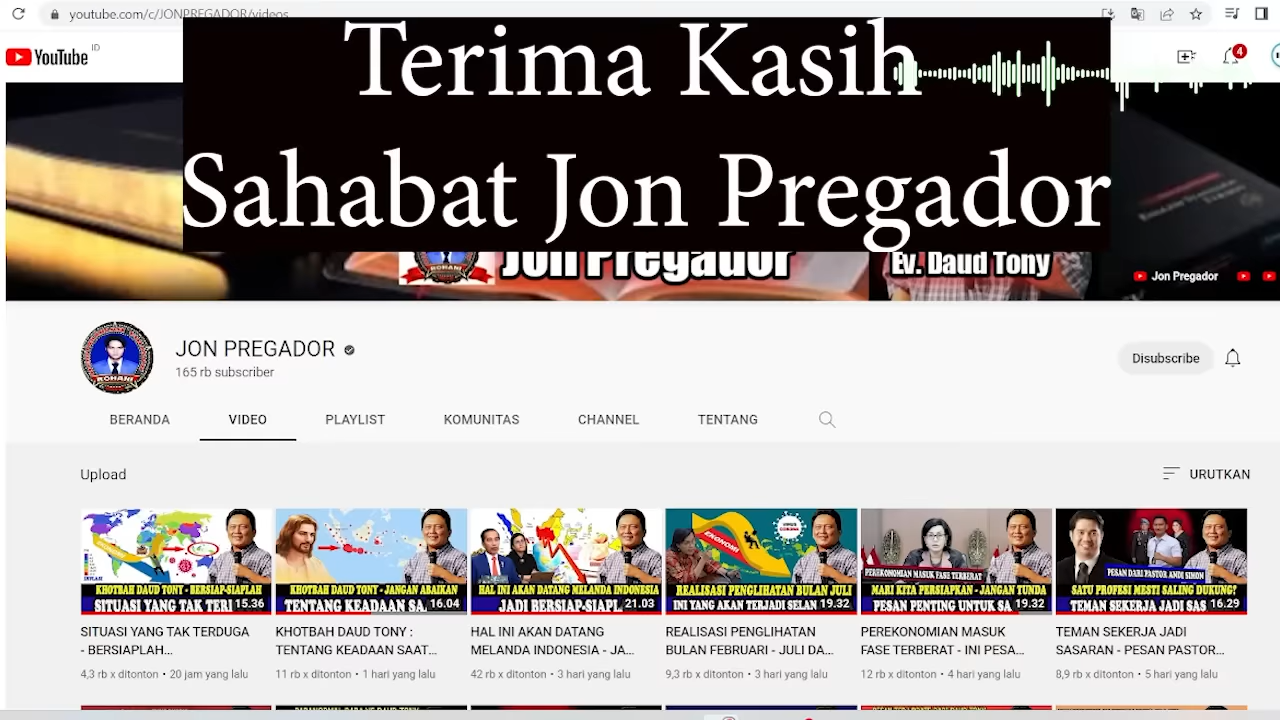 youtube.com/c/JONPREGADOR/videos
YouTube ID
4
Terima Kasih
Sahabat Jon Pregador
Jon Pregador
Ev. Daud Tony
Jon Pregador
ROHANI
JON PREGADOR
165 rb subscriber
Disubscribe
BERANDA VIDEO PLAYLIST KOMUNITAS CHANNEL TENTANG
Upload
URUTKAN
KHOTBAH DAUD TONY - BERSIAP-SIAPLAH
SITUASI YANG TAK TERI
15.36
SITUASI YANG TAK TERDUGA
- BERSIAPLAH...
4,3 rb x ditonton • 20 jam yang lalu
KHOTBAH DAUD TONY - JANGAN ABAIKAN
TENTANG KEADAAN SA
16.04
KHOTBAH DAUD TONY :
TENTANG KEADAAN SAAT...
11 rb x ditonton • 1 hari yang lalu
HAL INI AKAN DATANG MELANDA INDONESIA
JADI BERSIAP-SIAPL
21.03
HAL INI AKAN DATANG
MELANDA INDONESIA - JA...
42 rb x ditonton • 3 hari yang lalu
EKONOMI
REALISASI PENGLIHATAN BULAN JULI
INI YANG AKAN TERJADI SELAN
19.32
REALISASI PENGLIHATAN
BULAN FEBRUARI - JULI DA...
9,3 rb x ditonton • 3 hari yang lalu
PEREKONOMIAN MASUK FASE TERBERAT
MARI KITA PERSIAPKAN - JANGAN TUNDA
PESAN PENTING UNTUK SA
19.32
PEREKONOMIAN MASUK
FASE TERBERAT - INI PESA...
12 rb x ditonton • 4 hari yang lalu
PESAN DARI PASTOR ANDI SIMON
SATU PROFESI MESTI SALING DUKUNG?
TEMAN SEKERJA JADI SAS
16.29
TEMAN SEKERJA JADI
SASARAN - PESAN PASTOR...
8,9 rb x ditonton • 5 hari yang lalu